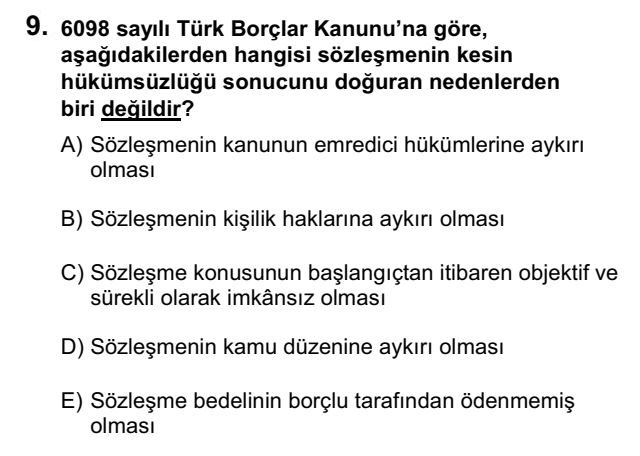 9. 6098 sayılı Türk Borçlar Kanunu’na göre,
aşağıdakilerden hangisi sözleşmenin kesin
hükümsüzlüğü sonucunu doğuran nedenlerden
biri değildir?
A) Sözleşmenin kanunun emredici hükümlerine aykırı
olması
B) Sözleşmenin kişilik haklarına aykırı olması
C) Sözleşme konusunun başlangıçtan itibaren objektif ve
sürekli olarak imkânsız olması
D) Sözleşmenin kamu düzenine aykırı olması
E) Sözleşme bedelinin borçlu tarafından ödenmemiş
olması